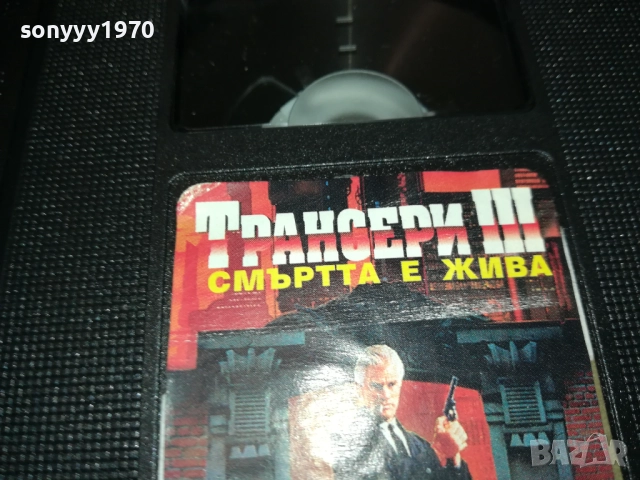 sonyyy1970
ТРАНСЕРИ III
СМЪРТТА Е ЖИВА
BAZAR